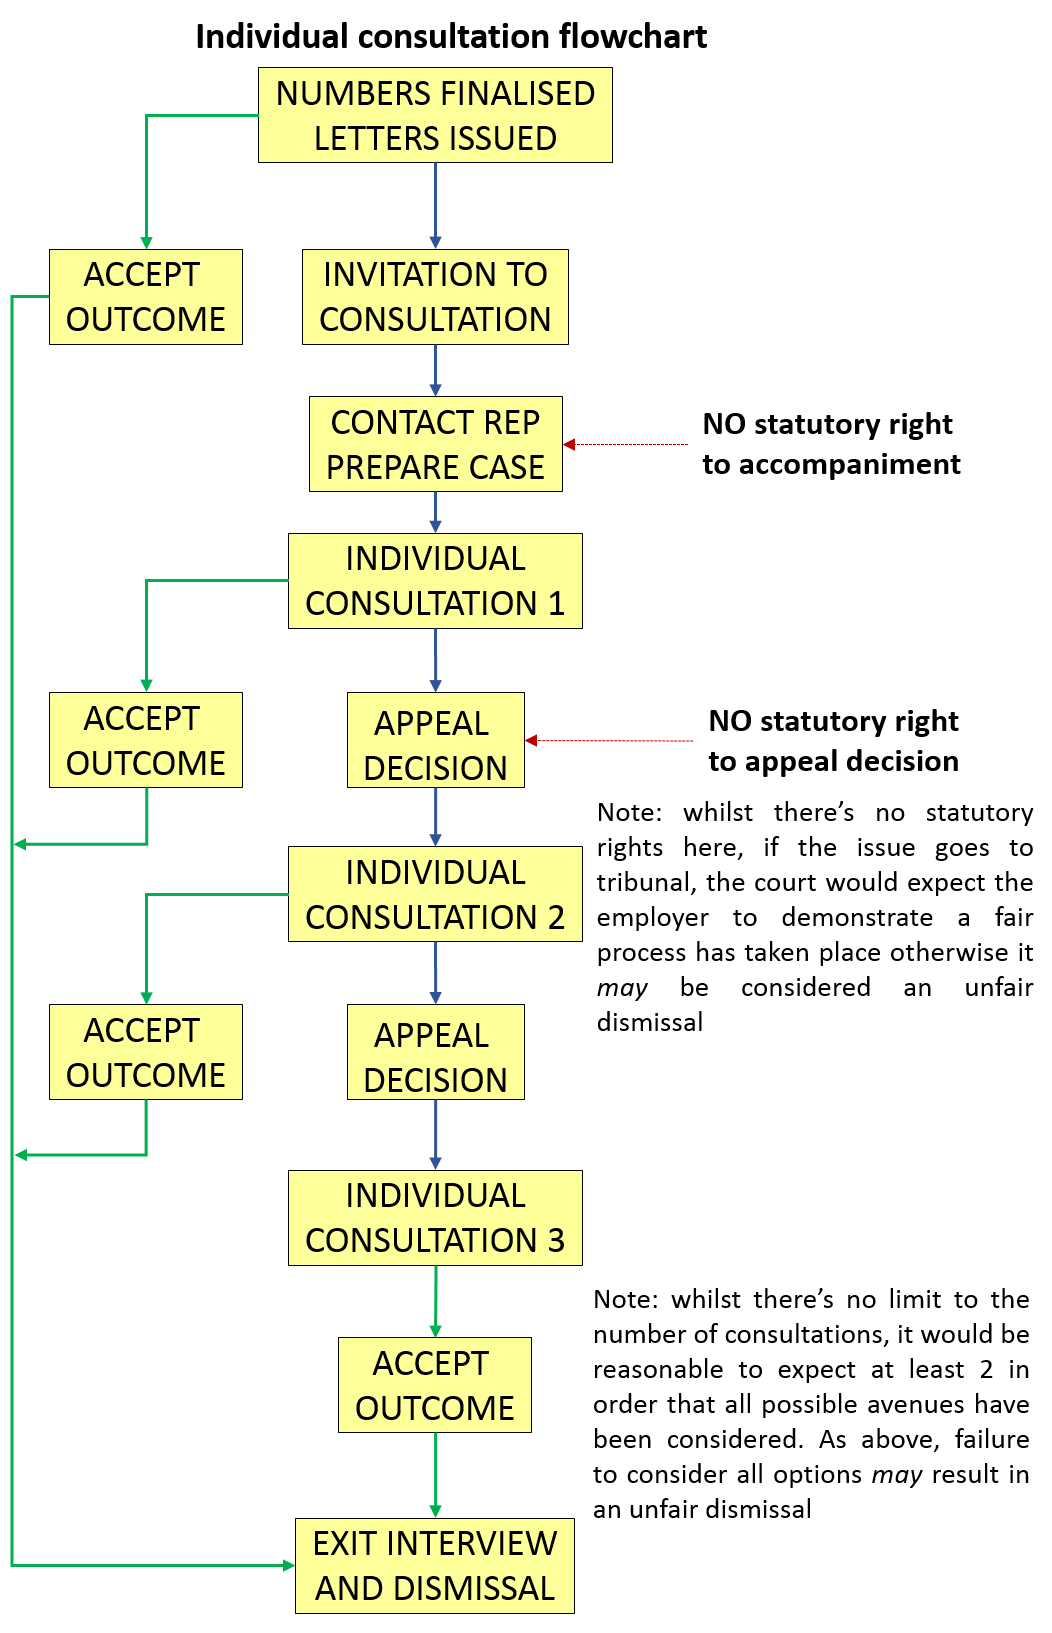 Individual consultation flowchart
NUMBERS FINALISED
LETTERS ISSUED
ACCEPT
OUTCOME
INVITATION TO
CONSULTATION
CONTACT REP
PREPARE CASE
NO statutory right
to accompaniment
INDIVIDUAL
CONSULTATION 1
ACCEPT
OUTCOME
APPEAL
DECISION
NO statutory right
to appeal decision
Note: whilst there’s no statutory
rights here, if the issue goes to
tribunal, the court would expect the
employer to demonstrate a fair
process has taken place otherwise it
may be considered an unfair
dismissal
INDIVIDUAL
CONSULTATION 2
ACCEPT
OUTCOME
APPEAL
DECISION
INDIVIDUAL
CONSULTATION 3
Note: whilst there’s no limit to the
number of consultations, it would be
reasonable to expect at least 2 in
order that all possible avenues have
been considered. As above, failure
to consider all options may result in
an unfair dismissal
ACCEPT
OUTCOME
EXIT INTERVIEW
AND DISMISSAL